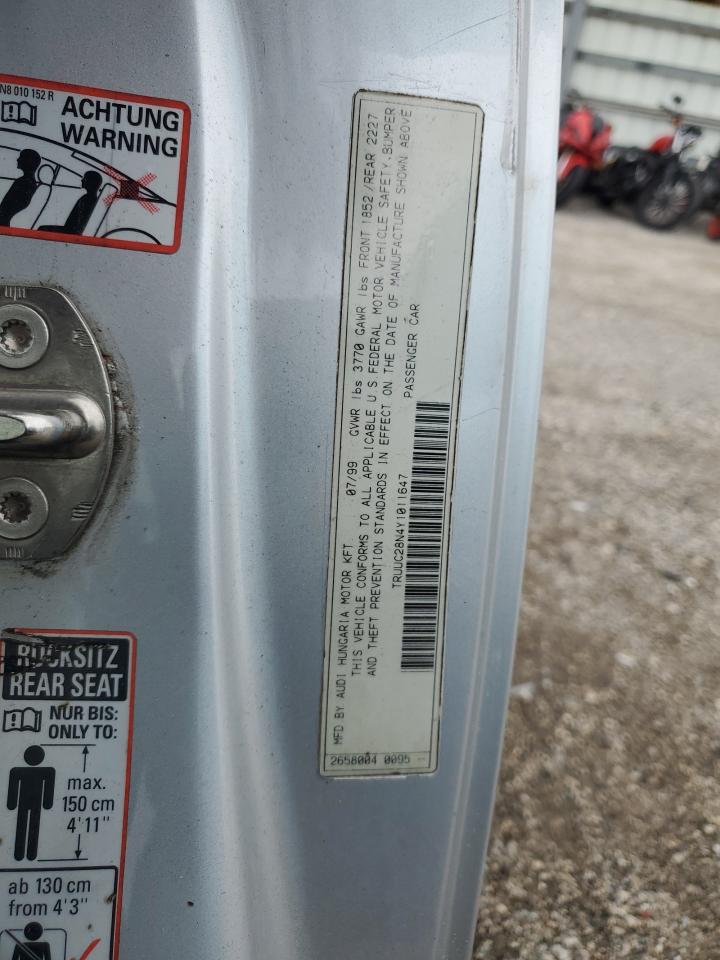 N8 010 152 R
ACHTUNG
WARNING
MFD BY AUDI HUNGARIA MOTOR KFT. 07/99 GVWR lbs 3770 GAWR lbs FRONT 1852/REAR 2227
THIS VEHICLE CONFORMS TO ALL APPLICABLE U S FEDERAL MOTOR VEHICLE SAFETY,BUMPER
AND THEFT PREVENTION STANDARDS IN EFFECT ON THE DATE OF MANUFACTURE SHOWN ABOVE
TRUUC28N4Y1011647 PASSENGER CAR
2658004 0095
RÜCKSITZ
REAR SEAT
NUR BIS:
ONLY TO:
max.
150 cm
4'11"
ab 130 cm
from 4'3"